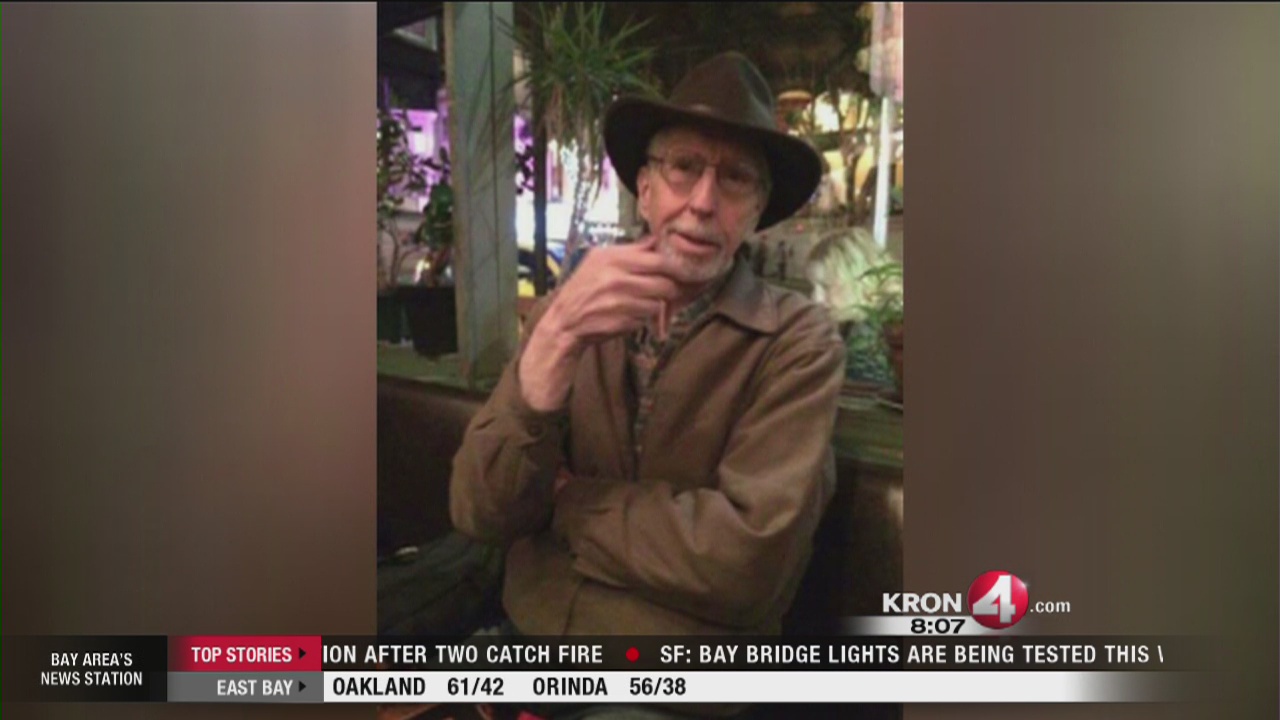 KRON 4.com
8:07
BAY AREA'S
NEWS STATION
TOP STORIES
ION AFTER TWO CATCH FIRE • SF: BAY BRIDGE LIGHTS ARE BEING TESTED THIS
EAST BAY
OAKLAND 61/42 ORINDA 56/38